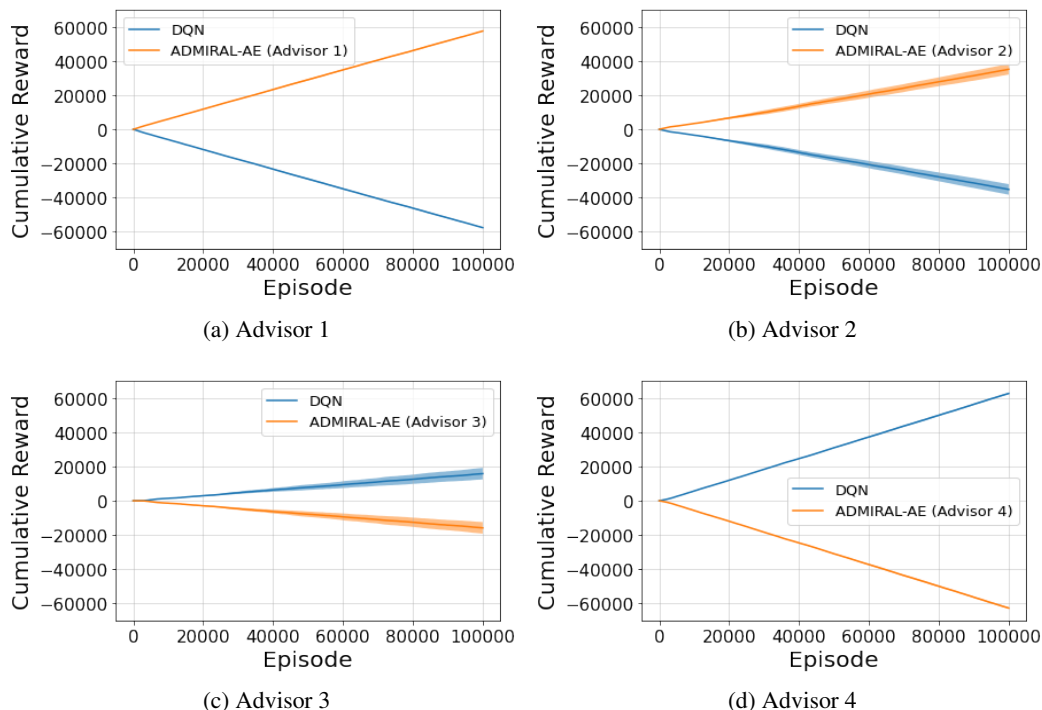 60000
40000
20000
0
−20000
−40000
−60000
Cumulative Reward
DQN
ADMIRAL-AE (Advisor 1)
0 20000 40000 60000 80000 100000
Episode
(a) Advisor 1
60000
40000
20000
0
−20000
−40000
−60000
Cumulative Reward
DQN
ADMIRAL-AE (Advisor 2)
0 20000 40000 60000 80000 100000
Episode
(b) Advisor 2
60000
40000
20000
0
−20000
−40000
−60000
Cumulative Reward
DQN
ADMIRAL-AE (Advisor 3)
0 20000 40000 60000 80000 100000
Episode
(c) Advisor 3
60000
40000
20000
0
−20000
−40000
−60000
Cumulative Reward
DQN
ADMIRAL-AE (Advisor 4)
0 20000 40000 60000 80000 100000
Episode
(d) Advisor 4